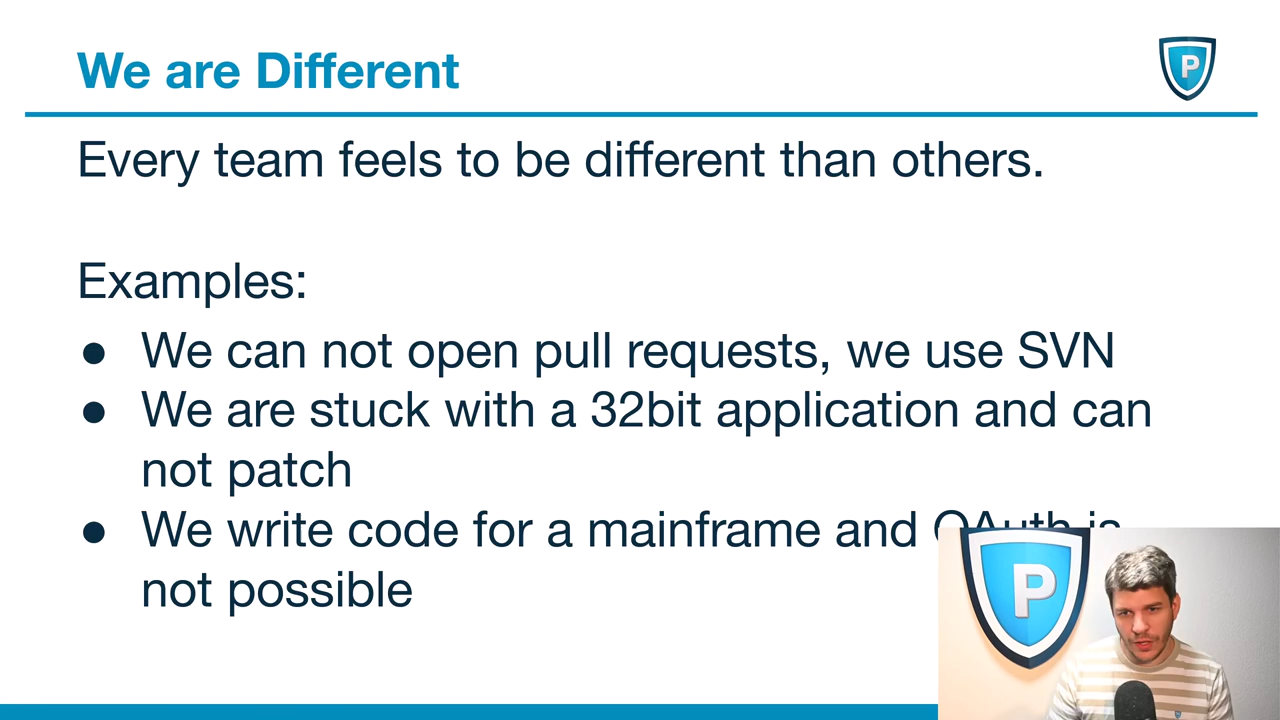 We are Different
P
Every team feels to be different than others.
Examples:
● We can not open pull requests, we use SVN
● We are stuck with a 32bit application and can
not patch
● We write code for a mainframe and OAuth is
not possible
P